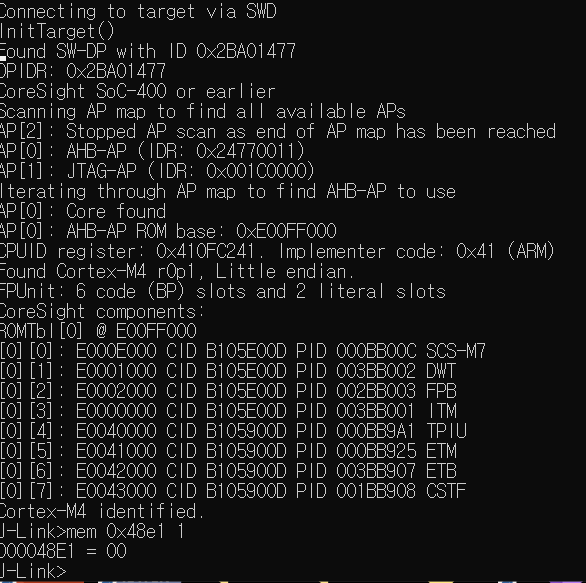 Connecting to target via SWD
InitTarget()
Found SW-DP with ID 0x2BA01477
DPIDR: 0x2BA01477
CoreSight SoC-400 or earlier
Scanning AP map to find all available APs
AP[2]: Stopped AP scan as end of AP map has been reached
AP[0]: AHB-AP (IDR: 0x24770011)
AP[1]: JTAG-AP (IDR: 0x001C0000)
Iterating through AP map to find AHB-AP to use
AP[0]: Core found
AP[0]: AHB-AP ROM base: 0xE00FF000
CPUID register: 0x410FC241. Implementer code: 0x41 (ARM)
Found Cortex-M4 r0p1, Little endian.
FPUnit: 6 code (BP) slots and 2 literal slots
CoreSight components:
ROMTbl[0] @ E00FF000
[0][0]: E000E000 CID B105E00D PID 000BB00C SCS-M7
[0][1]: E0001000 CID B105E00D PID 003BB002 DWT
[0][2]: E0002000 CID B105E00D PID 002BB003 FPB
[0][3]: E0000000 CID B105E00D PID 003BB001 ITM
[0][4]: E0040000 CID B105900D PID 000BB9A1 TPIU
[0][5]: E0041000 CID B105900D PID 000BB925 ETM
[0][6]: E0042000 CID B105900D PID 003BB907 ETB
[0][7]: E0043000 CID B105900D PID 001BB908 CSTF
Cortex-M4 identified.
J-Link>mem 0x48e1 1
000048E1 = 00
J-Link>